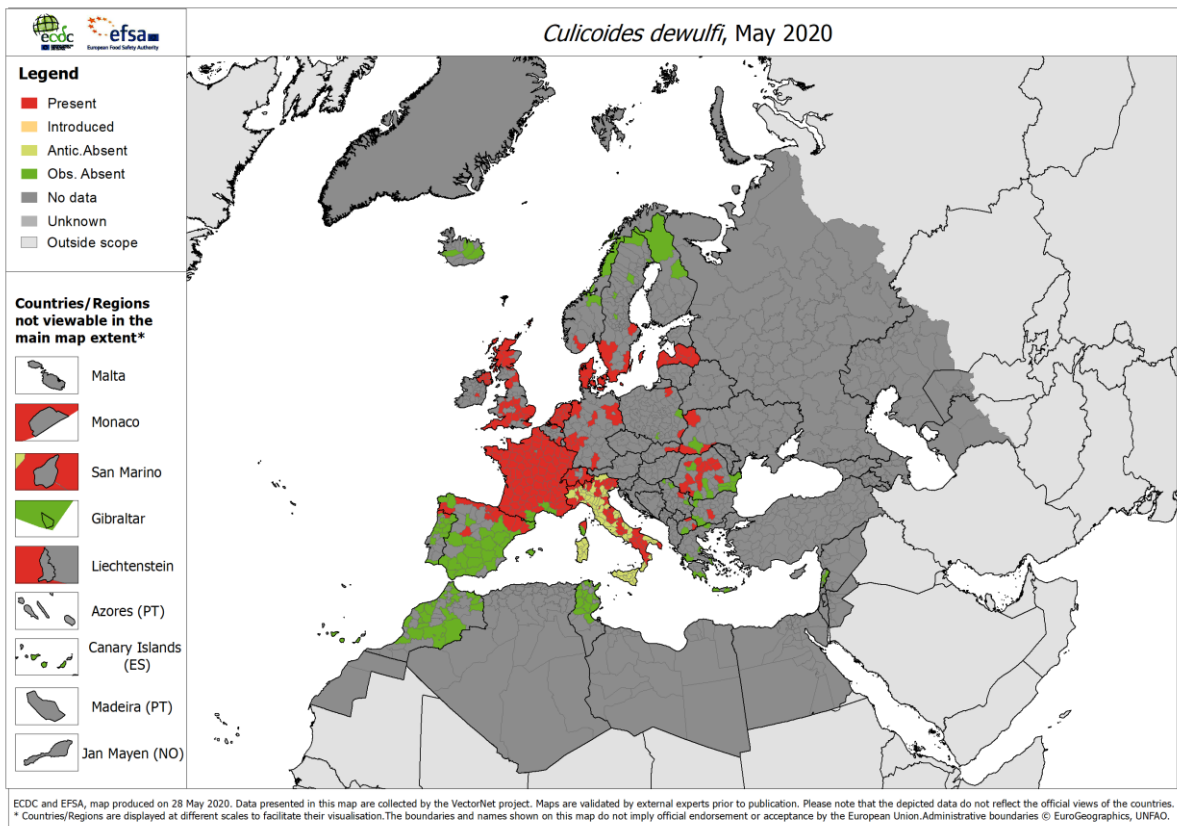 ecdc
efsa
European Food Safety Authority
Culicoides dewulfi, May 2020
Legend
Present
Introduced
Antic.Absent
Obs. Absent
No data
Unknown
Outside scope
Countries/Regions
not viewable in the
main map extent*
Malta
Monaco
San Marino
Gibraltar
Liechtenstein
Azores (PT)
Canary Islands
(ES)
Madeira (PT)
Jan Mayen (NO)
ECDC and EFSA, map produced on 28 May 2020. Data presented in this map are collected by the VectorNet project. Maps are validated by external experts prior to publication. Please note that the depicted data do not reflect the official views of the countries.
* Countries/Regions are displayed at different scales to facilitate their visualisation.The boundaries and names shown on this map do not imply official endorsement or acceptance by the European Union.Administrative boundaries © EuroGeographics, UNFAO.